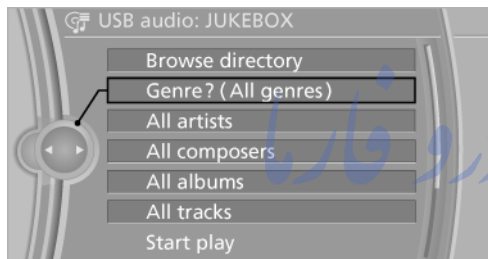 USB audio: JUKEBOX
Browse directory
Genre? (All genres)
All artists
All composers
All albums
All tracks
Start play